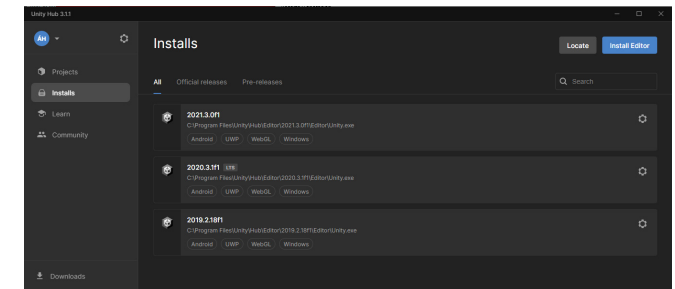 Unity Hub 3.1.1
AH
Installs
Locate
Install Editor
Projects
Installs
Learn
Community
Downloads
All
Official releases
Pre-releases
Search
2021.3.0f1
C:\Program Files\Unity\Hub\Editor\2021.3.0f1\Editor\Unity.exe
Android
UWP
WebGL
Windows
2020.3.1f1 LTS
C:\Program Files\Unity\Hub\Editor\2020.3.1f1\Editor\Unity.exe
Android
UWP
WebGL
Windows
2019.2.18f1
C:\Program Files\Unity\Hub\Editor\2019.2.18f1\Editor\Unity.exe
Android
UWP
WebGL
Windows